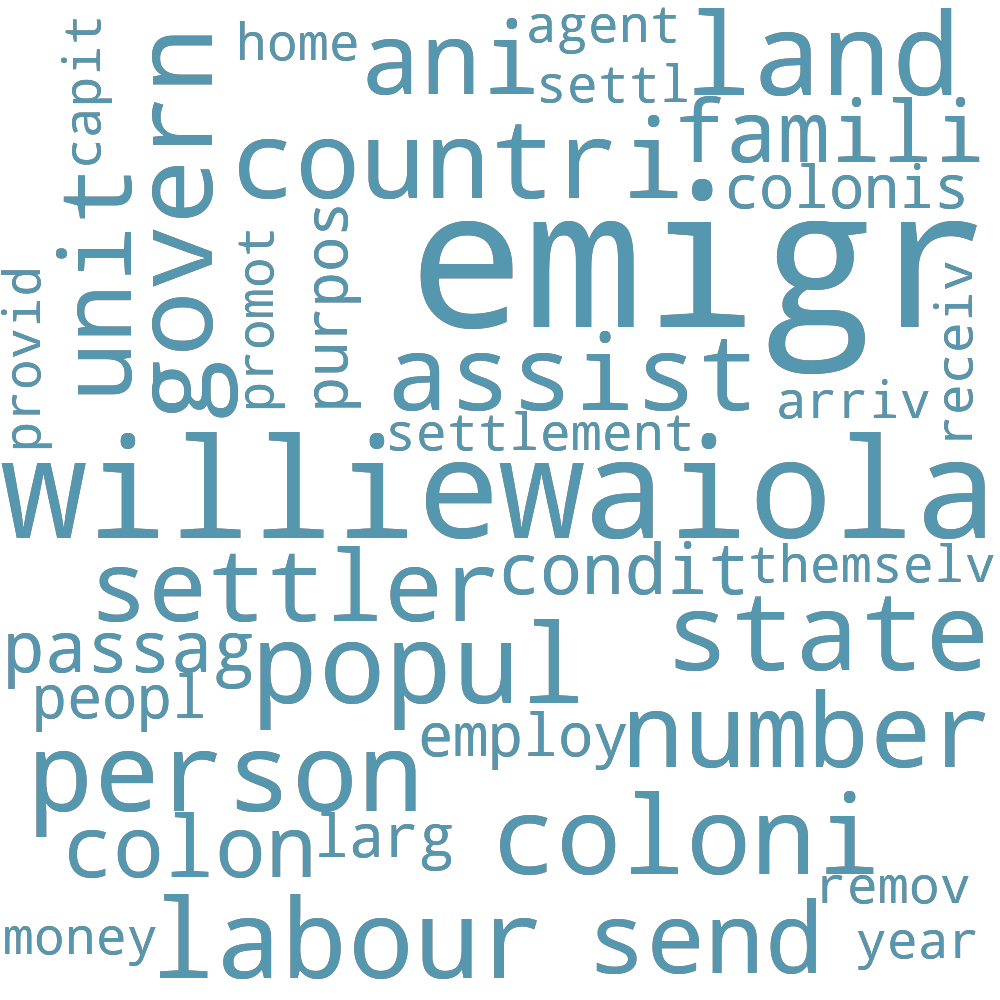 home
ani
agent
land
settl
capit
govern
countri
famili
colonis
unit
emigr
purpos
promot
provid
receiv
assist
arriv
settlement
williewaiola
settler
condit
themselv
state
passag
popul
peopl
number
employ
person
coloni
colon
larg
remov
labour
send
money
year